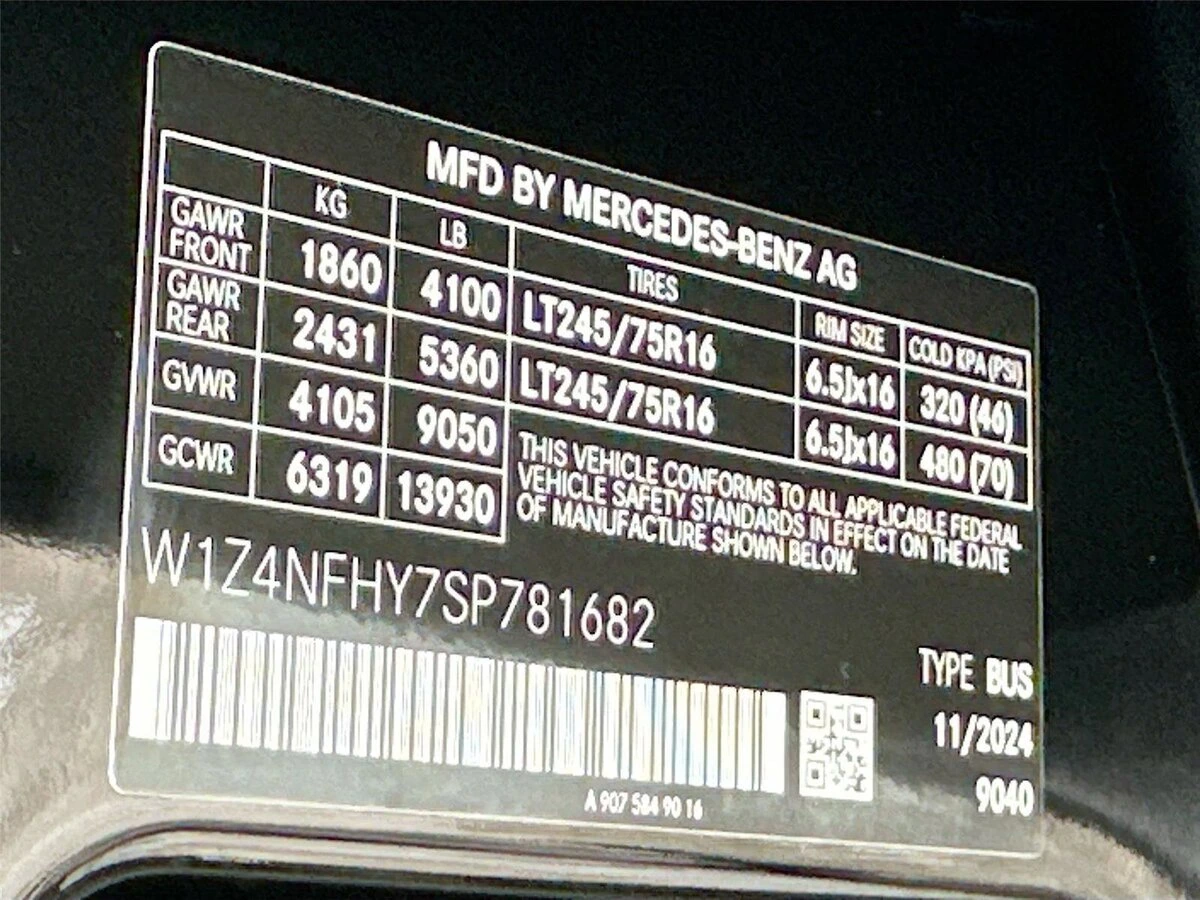 MFD BY MERCEDES-BENZ AG
KG LB TIRES RIM SIZE COLD KPA (PSI)
GAWR FRONT 1860 4100 LT245/75R16 6.5Jx16 320 (46)
GAWR REAR 2431 5360 LT245/75R16 6.5Jx16 480 (70)
GVWR 4105 9050
GCWR 6319 13930
THIS VEHICLE CONFORMS TO ALL APPLICABLE FEDERAL
VEHICLE SAFETY STANDARDS IN EFFECT ON THE DATE
OF MANUFACTURE SHOWN BELOW.
W1Z4NFHY7SP781682
TYPE BUS
11/2024
9040
A 907 584 90 16